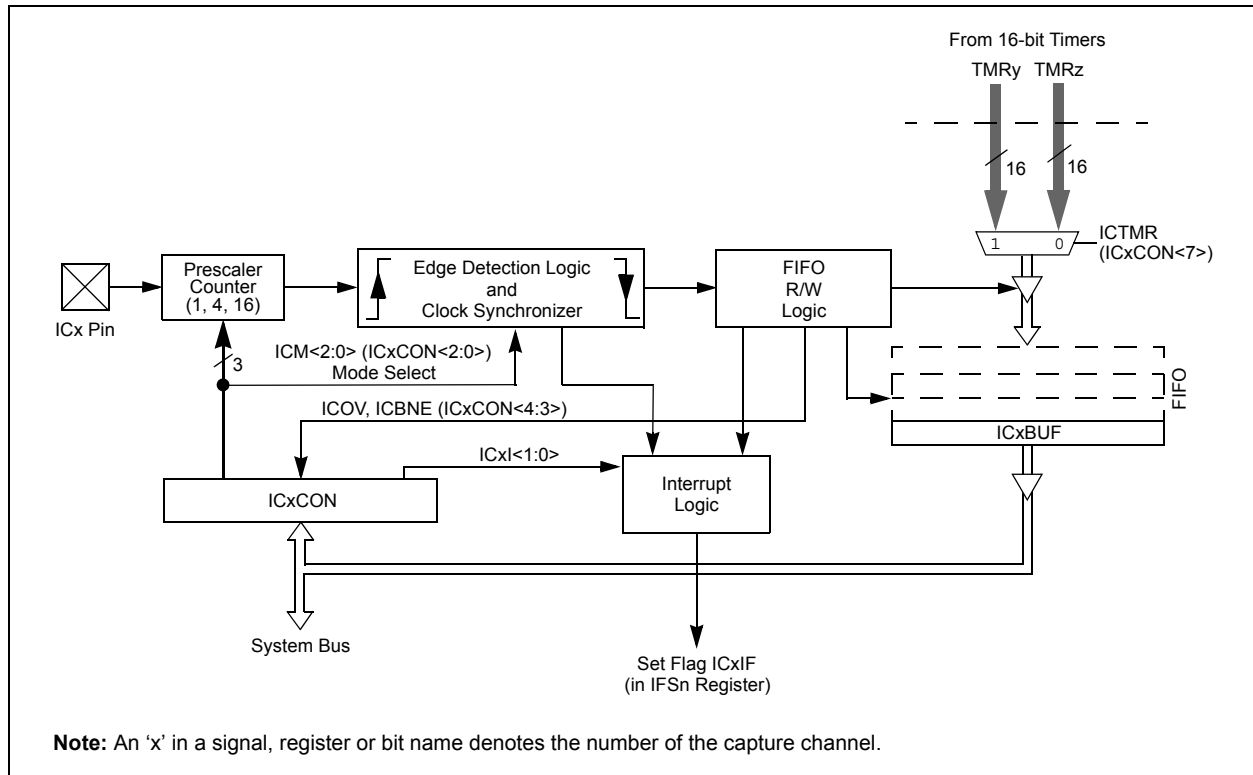 From 16-bit Timers
TMRy TMRz
16 16
1 0
ICTMR
(ICxCON<7>)
Prescaler
Counter
(1, 4, 16)
Edge Detection Logic
and
Clock Synchronizer
FIFO
R/W
Logic
ICx Pin
3
ICM<2:0> (ICxCON<2:0>)
Mode Select
FIFO
ICOV, ICBNE (ICxCON<4:3>)
ICxBUF
ICxI<1:0>
ICxCON
Interrupt
Logic
System Bus
Set Flag ICxIF
(in IFSn Register)
Note: An ‘x’ in a signal, register or bit name denotes the number of the capture channel.